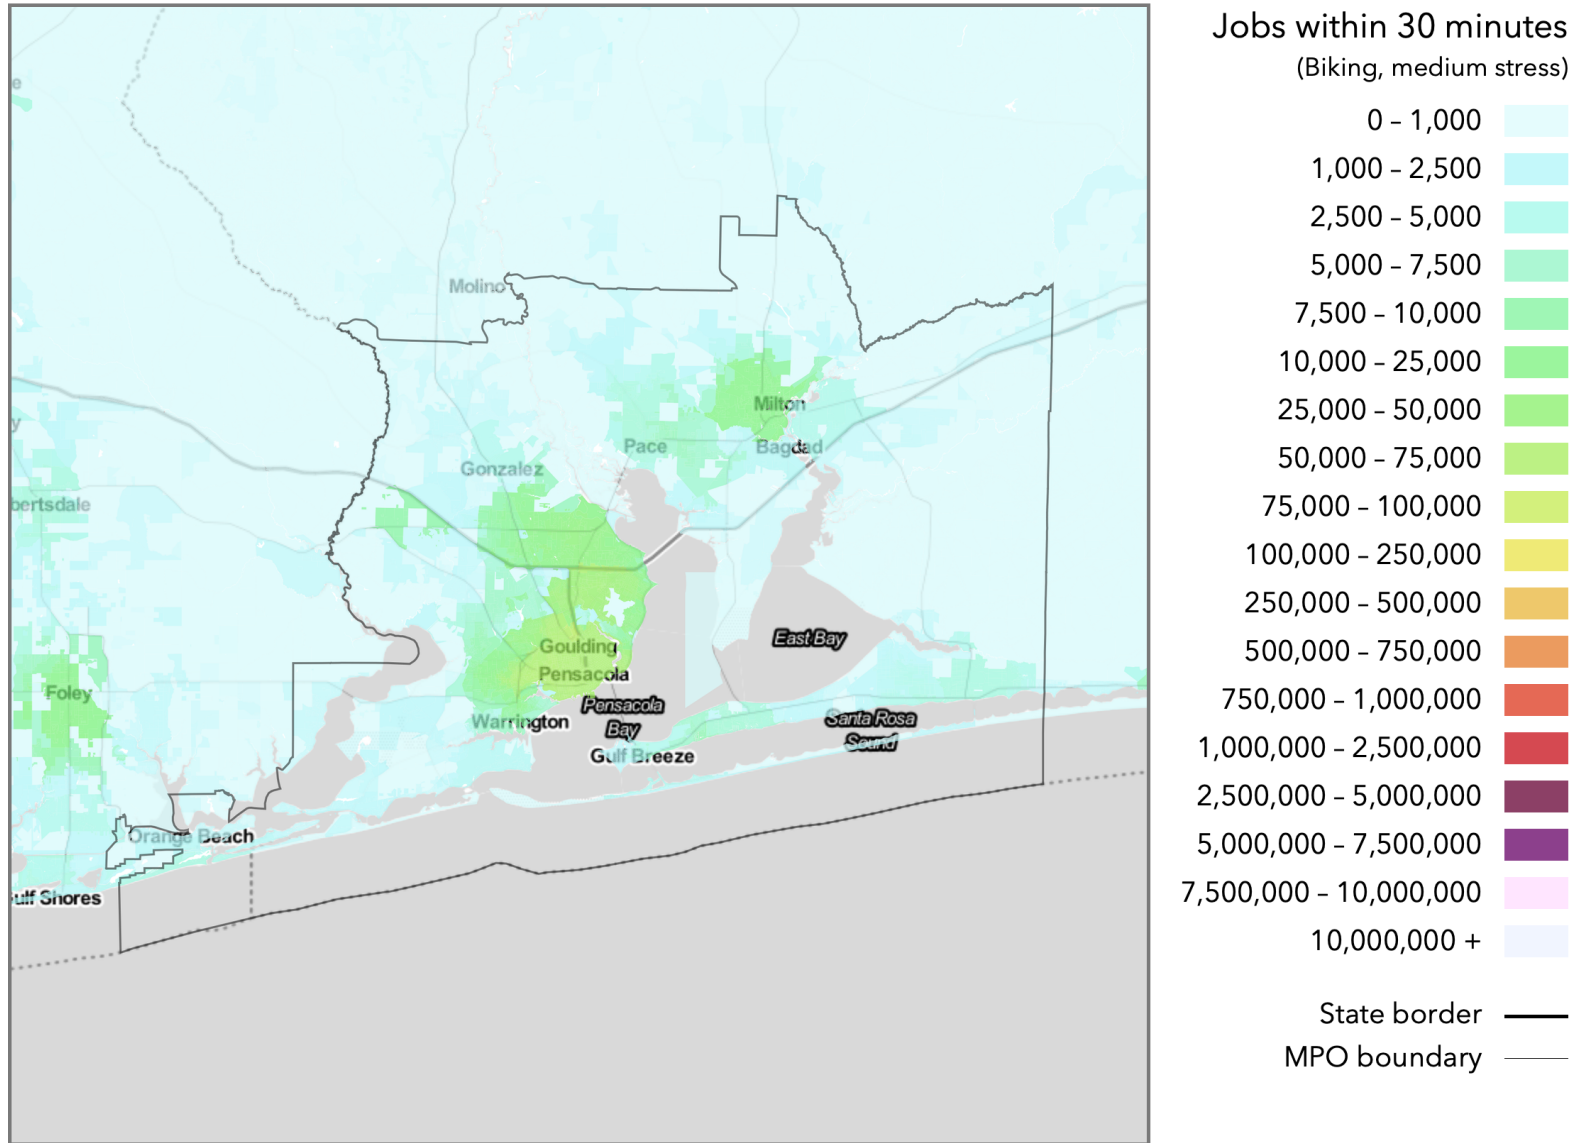 Jobs within 30 minutes
(Biking, medium stress)
0 – 1,000
1,000 – 2,500
2,500 – 5,000
5,000 – 7,500
7,500 – 10,000
10,000 – 25,000
25,000 – 50,000
50,000 – 75,000
75,000 – 100,000
100,000 – 250,000
250,000 – 500,000
500,000 – 750,000
750,000 – 1,000,000
1,000,000 – 2,500,000
2,500,000 – 5,000,000
5,000,000 – 7,500,000
7,500,000 – 10,000,000
10,000,000 +
State border
MPO boundary
e
Molino
Milton
y
Pace
Bagdad
Gonzalez
bertsdale
East Bay
Goulding
Pensacola
Foley
Pensacola
Bay
Warrington
Santa Rosa
Sound
Gulf Breeze
Orange Beach
ulf Shores